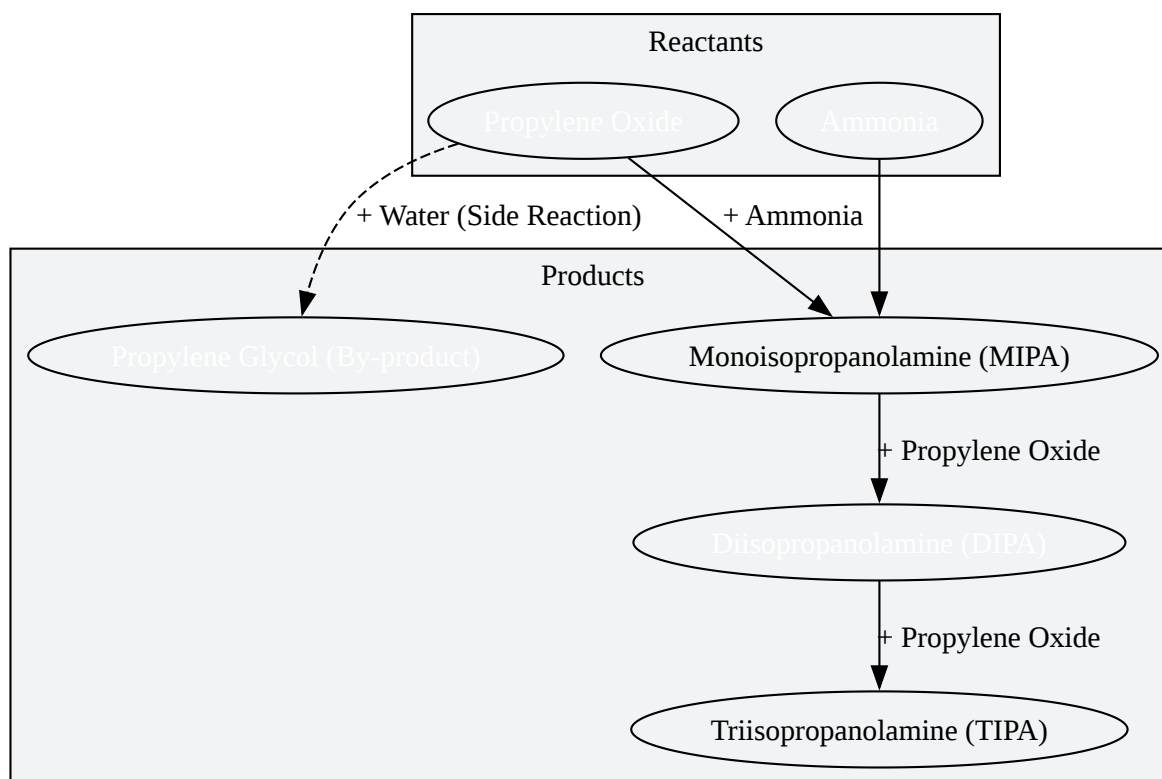 Reactants
Propylene Oxide
Ammonia
+ Water (Side Reaction)
+ Ammonia
Products
Propylene Glycol (By-product)
Monoisopropanolamine (MIPA)
+ Propylene Oxide
Diisopropanolamine (DIPA)
+ Propylene Oxide
Triisopropanolamine (TIPA)